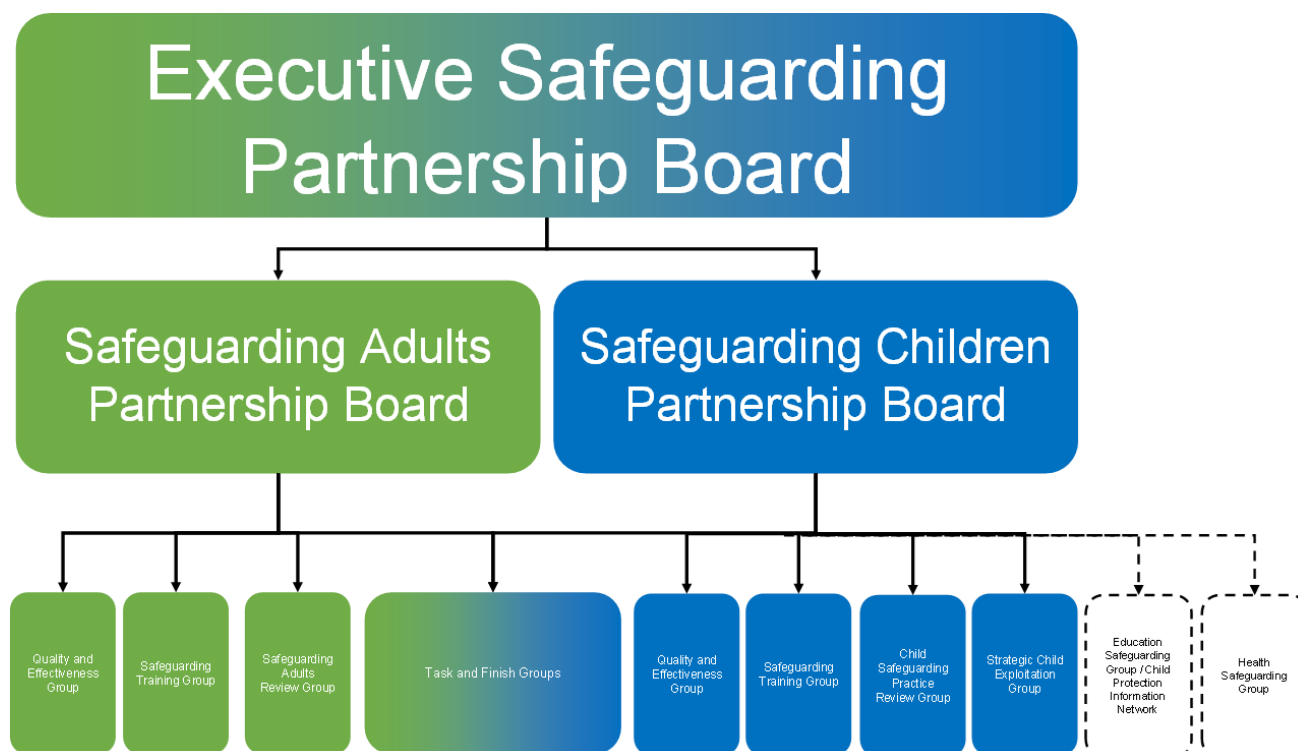 Executive Safeguarding
Partnership Board
Safeguarding Adults
Partnership Board
Safeguarding Children
Partnership Board
Quality and
Effectiveness
Group
Safeguarding
Training Group
Safeguarding
Adults
Review Group
Task and Finish Groups
Quality and
Effectiveness
Group
Safeguarding
Training Group
Child
Safeguarding
Practice
Review Group
Strategic Child
Exploitation
Group
Education
Safeguarding
Group / Child
Protection
Information
Network
Health
Safeguarding
Group